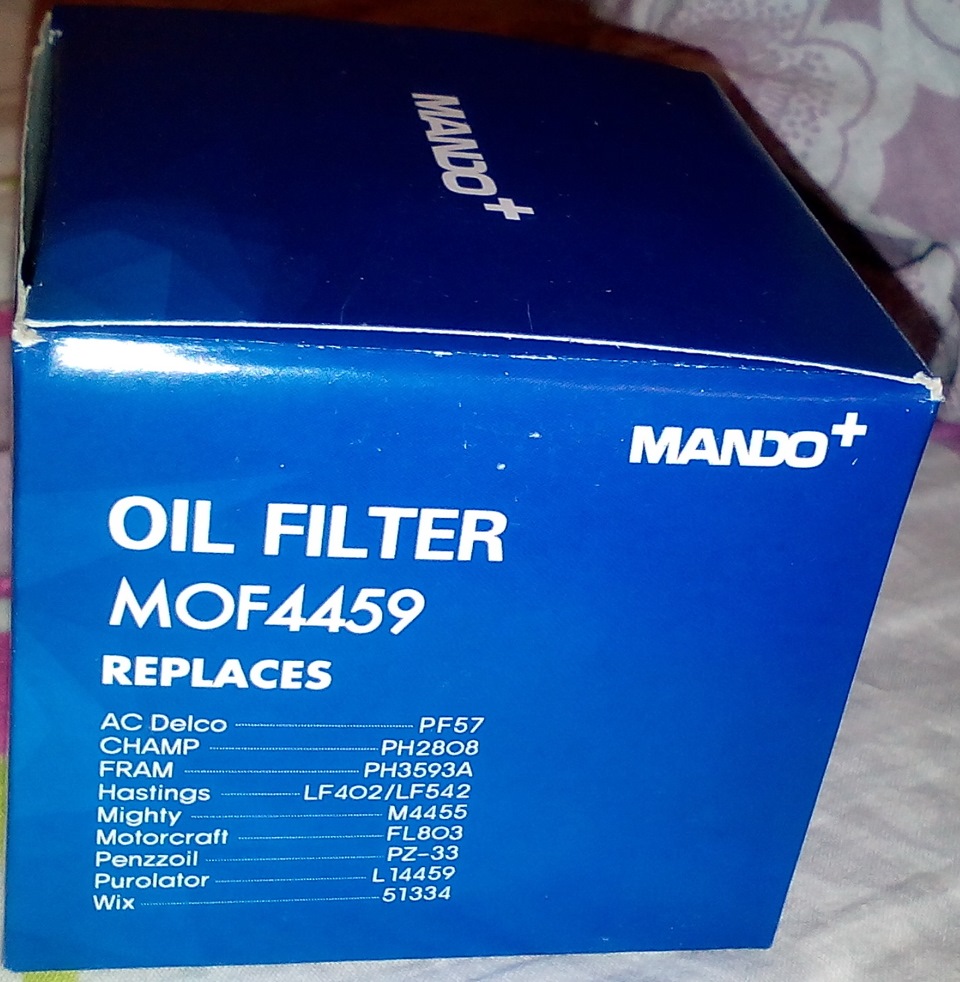 MANDO+
MANDO+
OIL FILTER
MOF4459
REPLACES
AC Delco PF57
CHAMP PH2808
FRAM PH3593A
Hastings LF402/LF542
Mighty M4455
Motorcraft FL803
Penzzoil PZ-33
Purolator L14459
Wix 51334